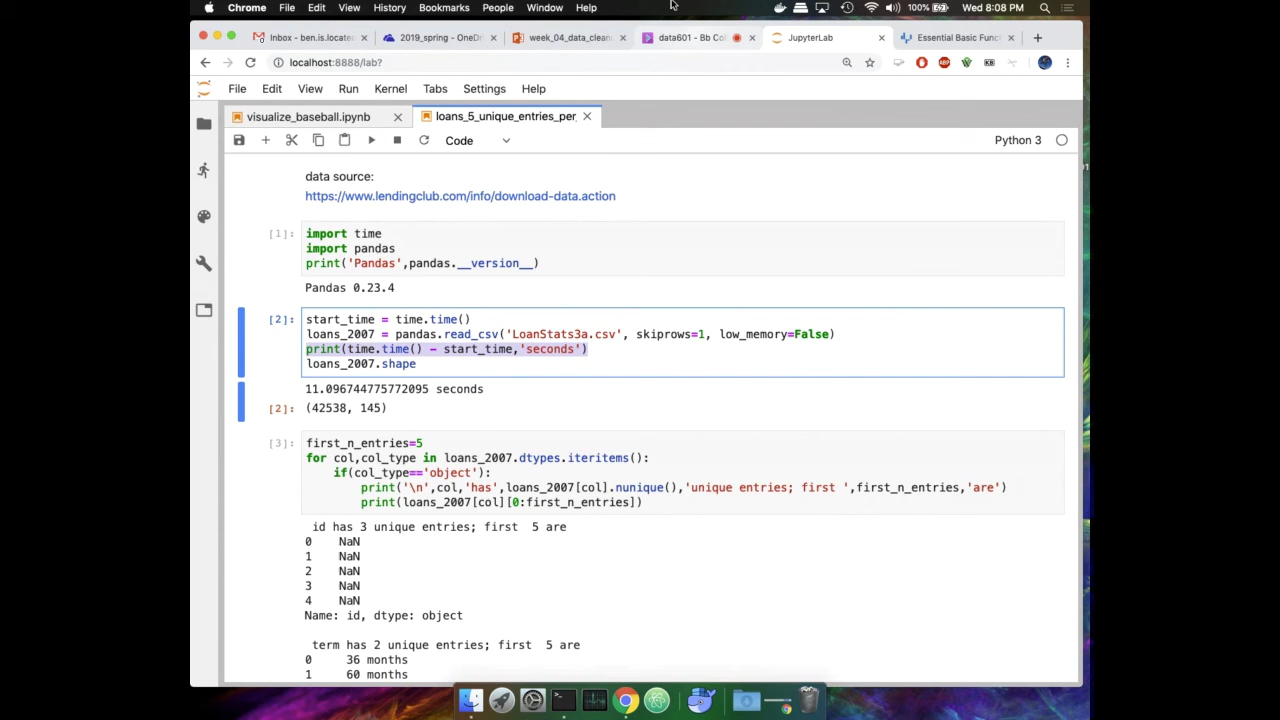 Chrome File Edit View History Bookmarks People Window Help 100% Wed 8:08 PM
Inbox - ben.is.locate 2019_spring - OneDri week_04_data_clean data601 - Bb Col JupyterLab Essential Basic Func
localhost:8888/lab?
File Edit View Run Kernel Tabs Settings Help
visualize_baseball.ipynb loans_5_unique_entries_per_
Code Python 3
data source:
https://www.lendingclub.com/info/download-data.action
[1]: import time
import pandas
print('Pandas',pandas.__version__)
Pandas 0.23.4
[2]: start_time = time.time()
loans_2007 = pandas.read_csv('LoanStats3a.csv', skiprows=1, low_memory=False)
print(time.time() - start_time,'seconds')
loans_2007.shape
11.096744775772095 seconds
[2]: (42538, 145)
[3]: first_n_entries=5
for col,col_type in loans_2007.dtypes.iteritems():
if(col_type=='object'):
print('\n',col,'has',loans_2007[col].nunique(),'unique entries; first ',first_n_entries,'are')
print(loans_2007[col][0:first_n_entries])
id has 3 unique entries; first 5 are
0 NaN
1 NaN
2 NaN
3 NaN
4 NaN
Name: id, dtype: object
term has 2 unique entries; first 5 are
0 36 months
1 60 months